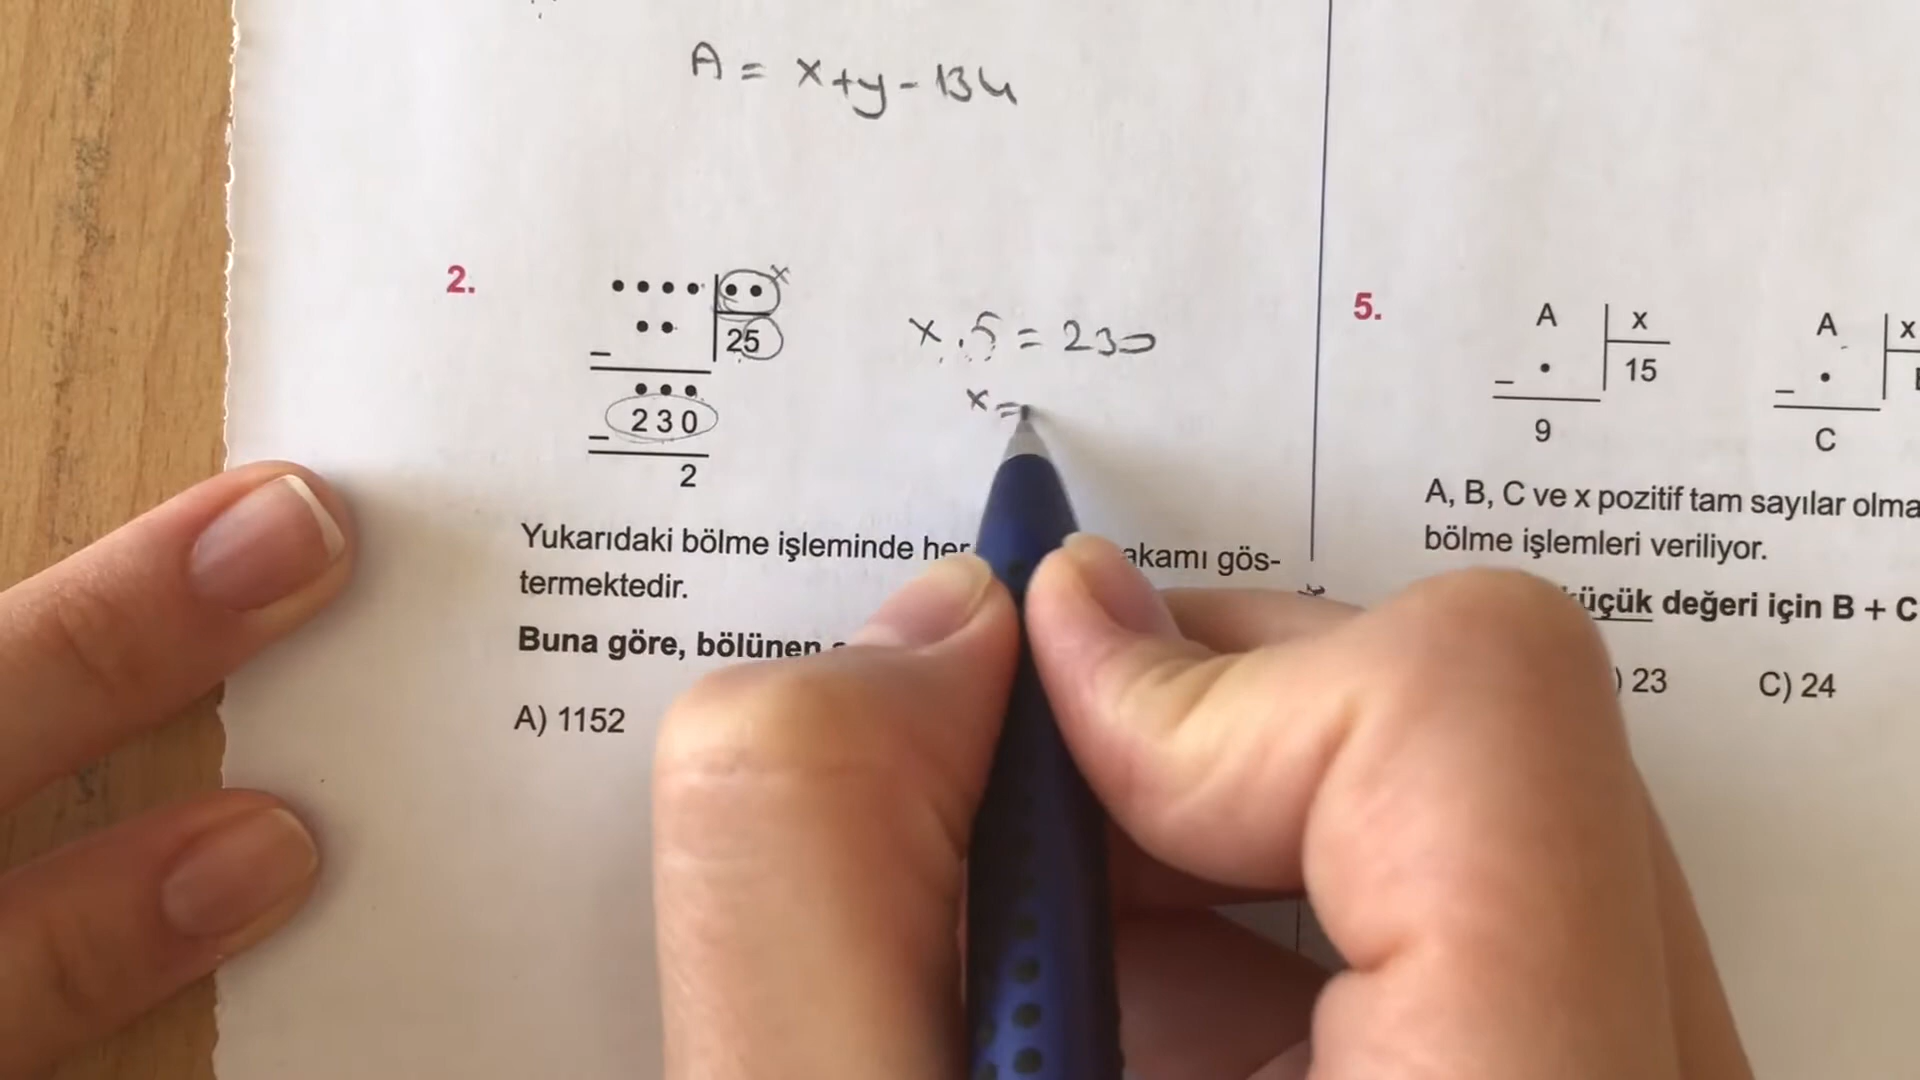 A = x+y-134
2.
• • • • | • • x
• • | 25
–
• • •
230
–
2
x.5 = 230
x =
Yukarıdaki bölme işleminde her akamı gös-
termektedir.
Buna göre, bölünen
A) 1152
5.
A | x
– • | 15
9
A | x
– •
C
A, B, C ve x pozitif tam sayılar olma
bölme işlemleri veriliyor.
üçük değeri için B + C
) 23 C) 24